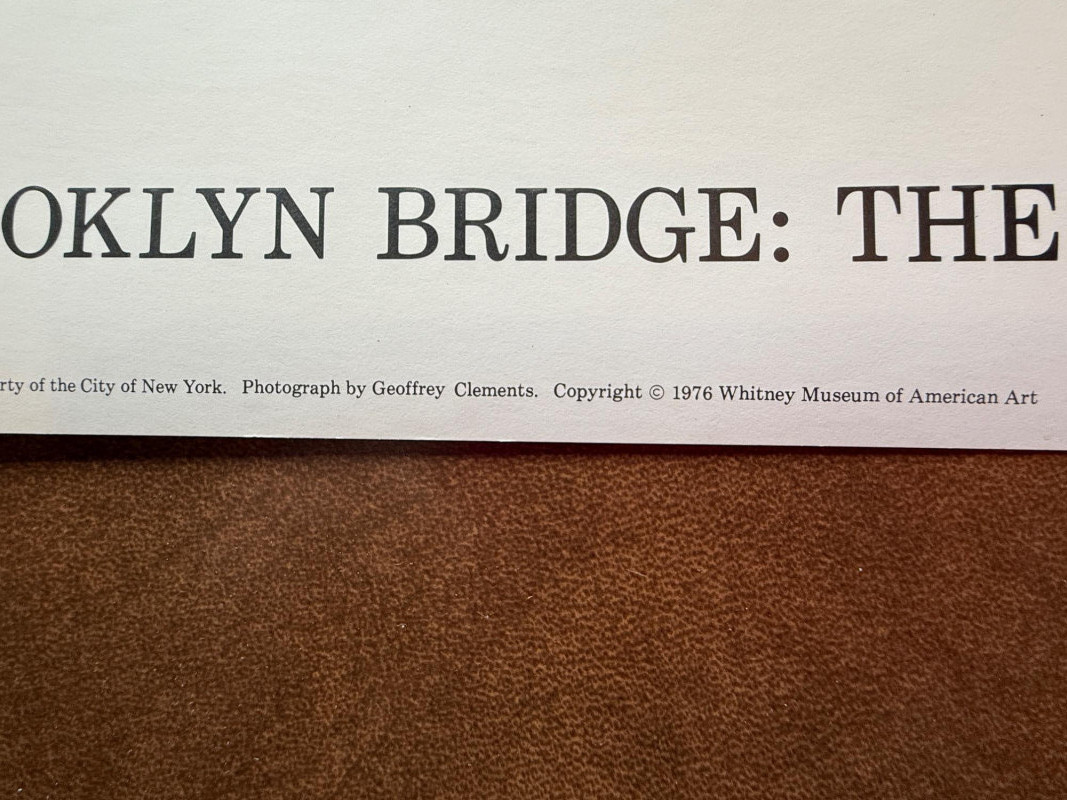 OKLYN BRIDGE: THE
rty of the City of New York. Photograph by Geoffrey Clements. Copyright © 1976 Whitney Museum of American Art